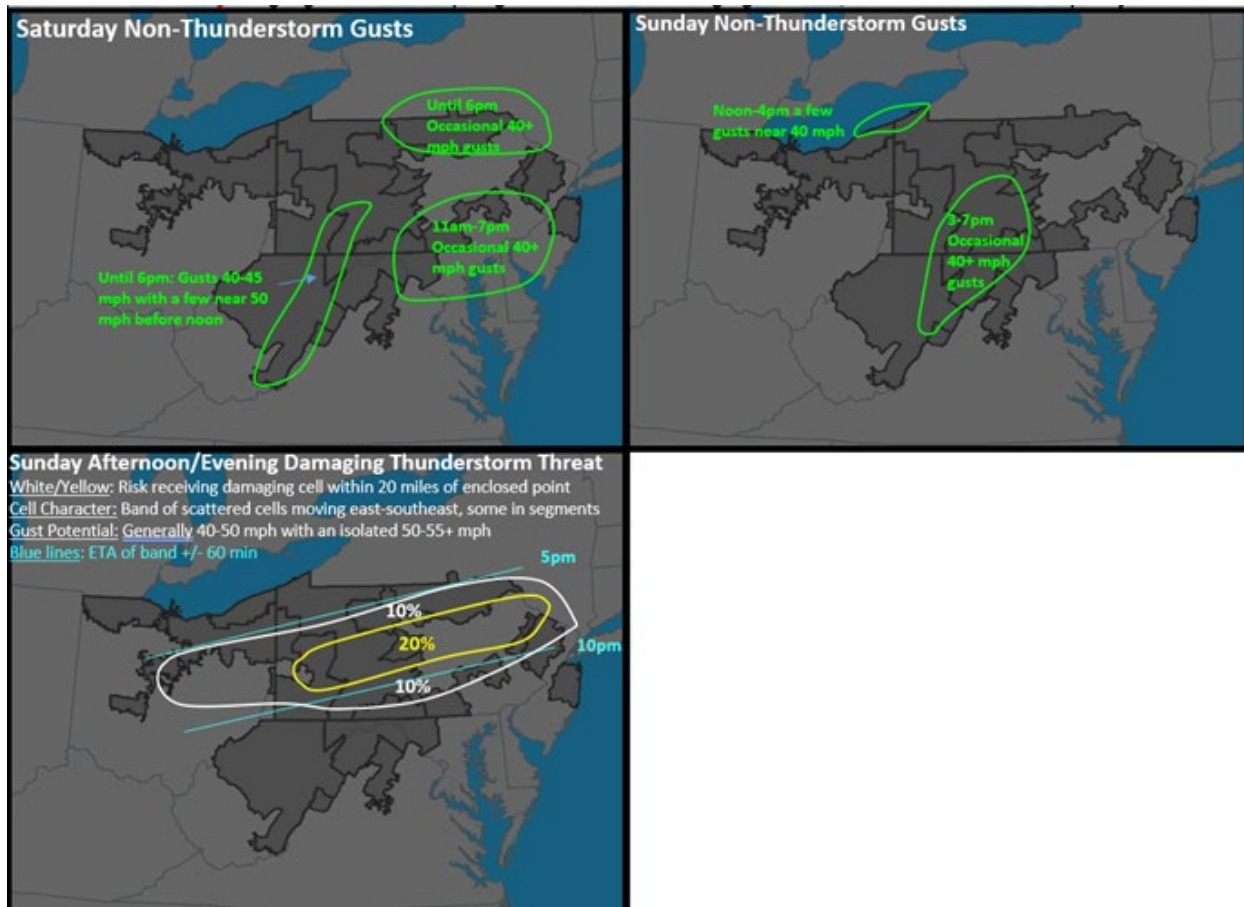 Saturday Non-Thunderstorm Gusts
Until 6pm
Occasional 40+
mph gusts
11am-7pm
Occasional 40+
mph gusts
Until 6pm: Gusts 40-45
mph with a few near 50
mph before noon
Sunday Non-Thunderstorm Gusts
Noon-4pm a few
gusts near 40 mph
3-7pm
Occasional
40+ mph
gusts
Sunday Afternoon/Evening Damaging Thunderstorm Threat
White/Yellow: Risk receiving damaging cell within 20 miles of enclosed point
Cell Character: Band of scattered cells moving east-southeast, some in segments
Gust Potential: Generally 40-50 mph with an isolated 50-55+ mph
Blue lines: ETA of band +/- 60 min
5pm
10%
20%
10pm
10%